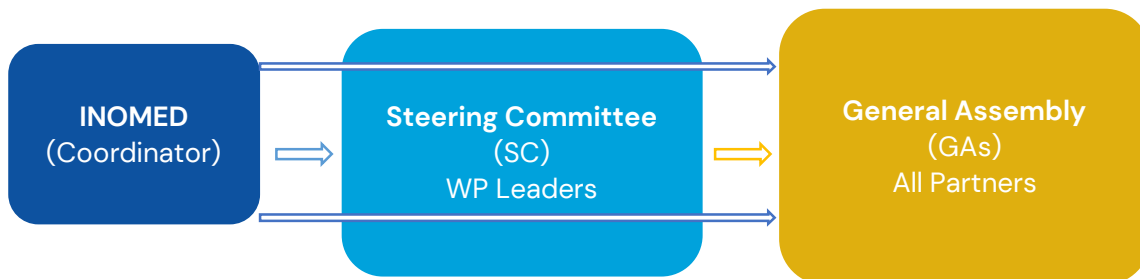 INOMED
(Coordinator)
Steering Committee
(SC)
WP Leaders
General Assembly
(GAs)
All Partners